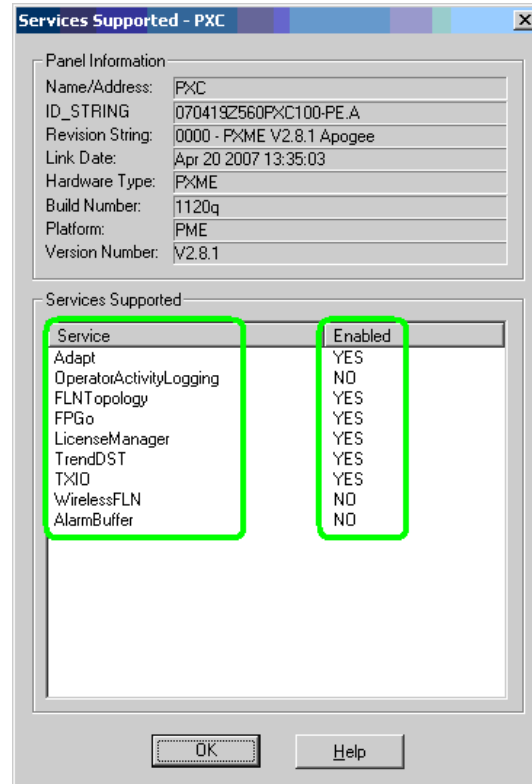 Services Supported - PXC
Panel Information
Name/Address: PXC
ID_STRING 070419Z560PXC100-PE.A
Revision String: 0000 - PXME V2.8.1 Apogee
Link Date: Apr 20 2007 13:35:03
Hardware Type: PXME
Build Number: 1120q
Platform: PME
Version Number: V2.8.1
Services Supported
Service Enabled
Adapt YES
OperatorActivityLogging NO
FLNTopology YES
FPGo YES
LicenseManager YES
TrendDST YES
TXIO YES
WirelessFLN NO
AlarmBuffer NO
OK Help